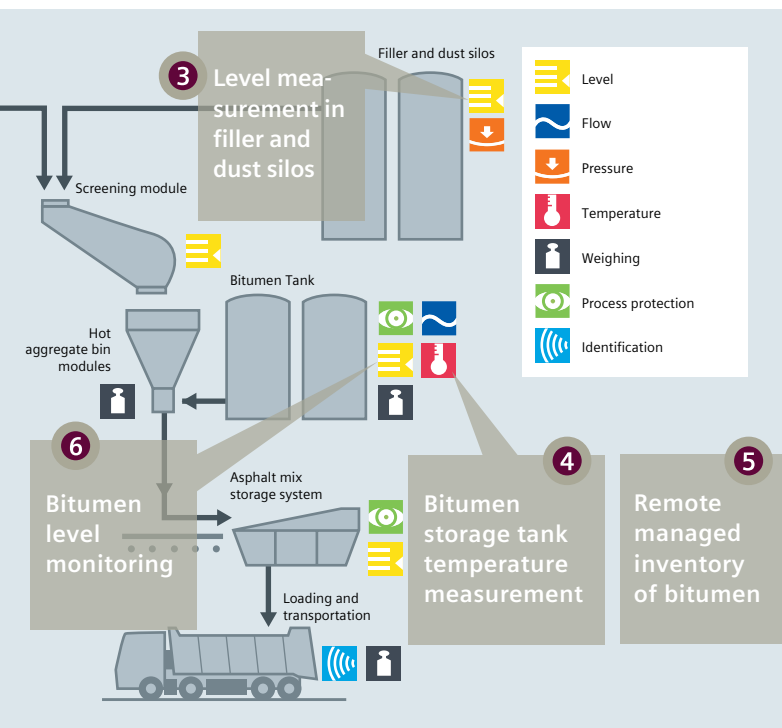 Filler and dust silos
3
Level mea-
surement in
filler and
dust silos
Level
Flow
Pressure
Temperature
Weighing
Process protection
Identification
Screening module
Bitumen Tank
Hot
aggregate bin
modules
6
Bitumen
level
monitoring
Asphalt mix
storage system
4
Bitumen
storage tank
temperature
measurement
5
Remote
managed
inventory
of bitumen
Loading and
transportation